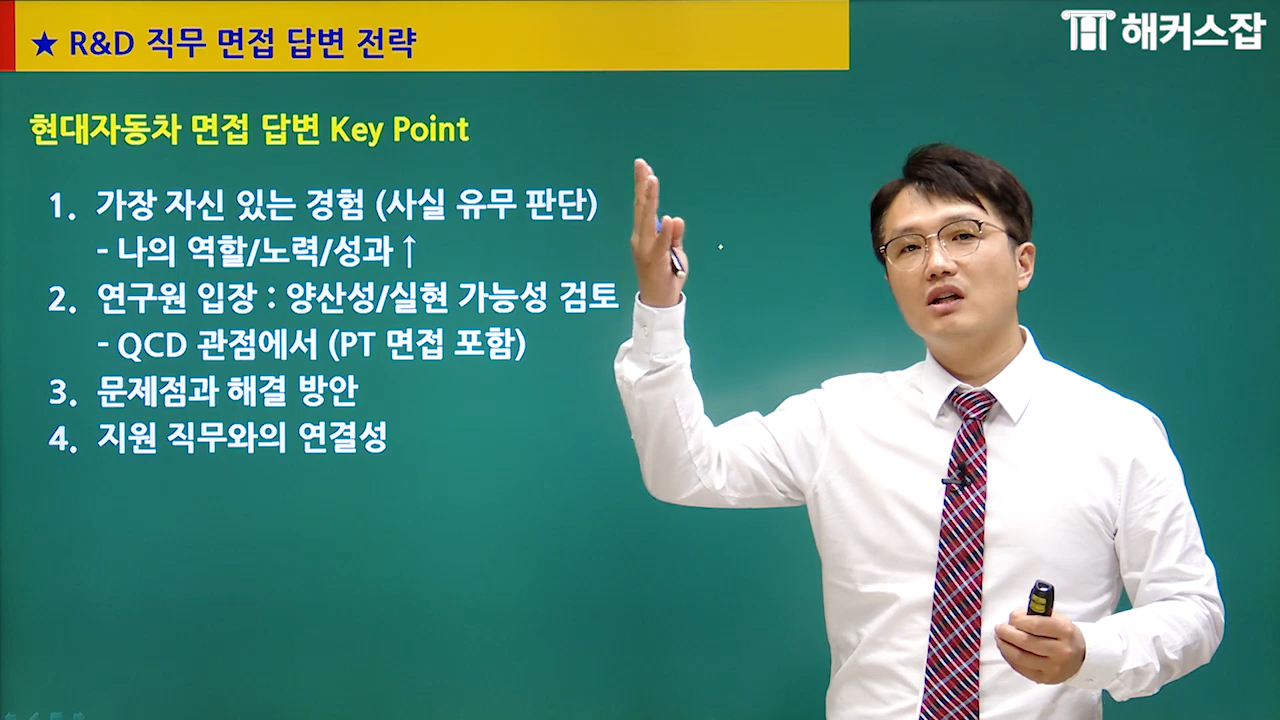 ★ R&D 직무 면접 답변 전략
해커스잡
현대자동차 면접 답변 Key Point
1. 가장 자신 있는 경험 (사실 유무 판단)
- 나의 역할/노력/성과↑
2. 연구원 입장 : 양산성/실현 가능성 검토
- QCD 관점에서 (PT 면접 포함)
3. 문제점과 해결 방안
4. 지원 직무와의 연결성